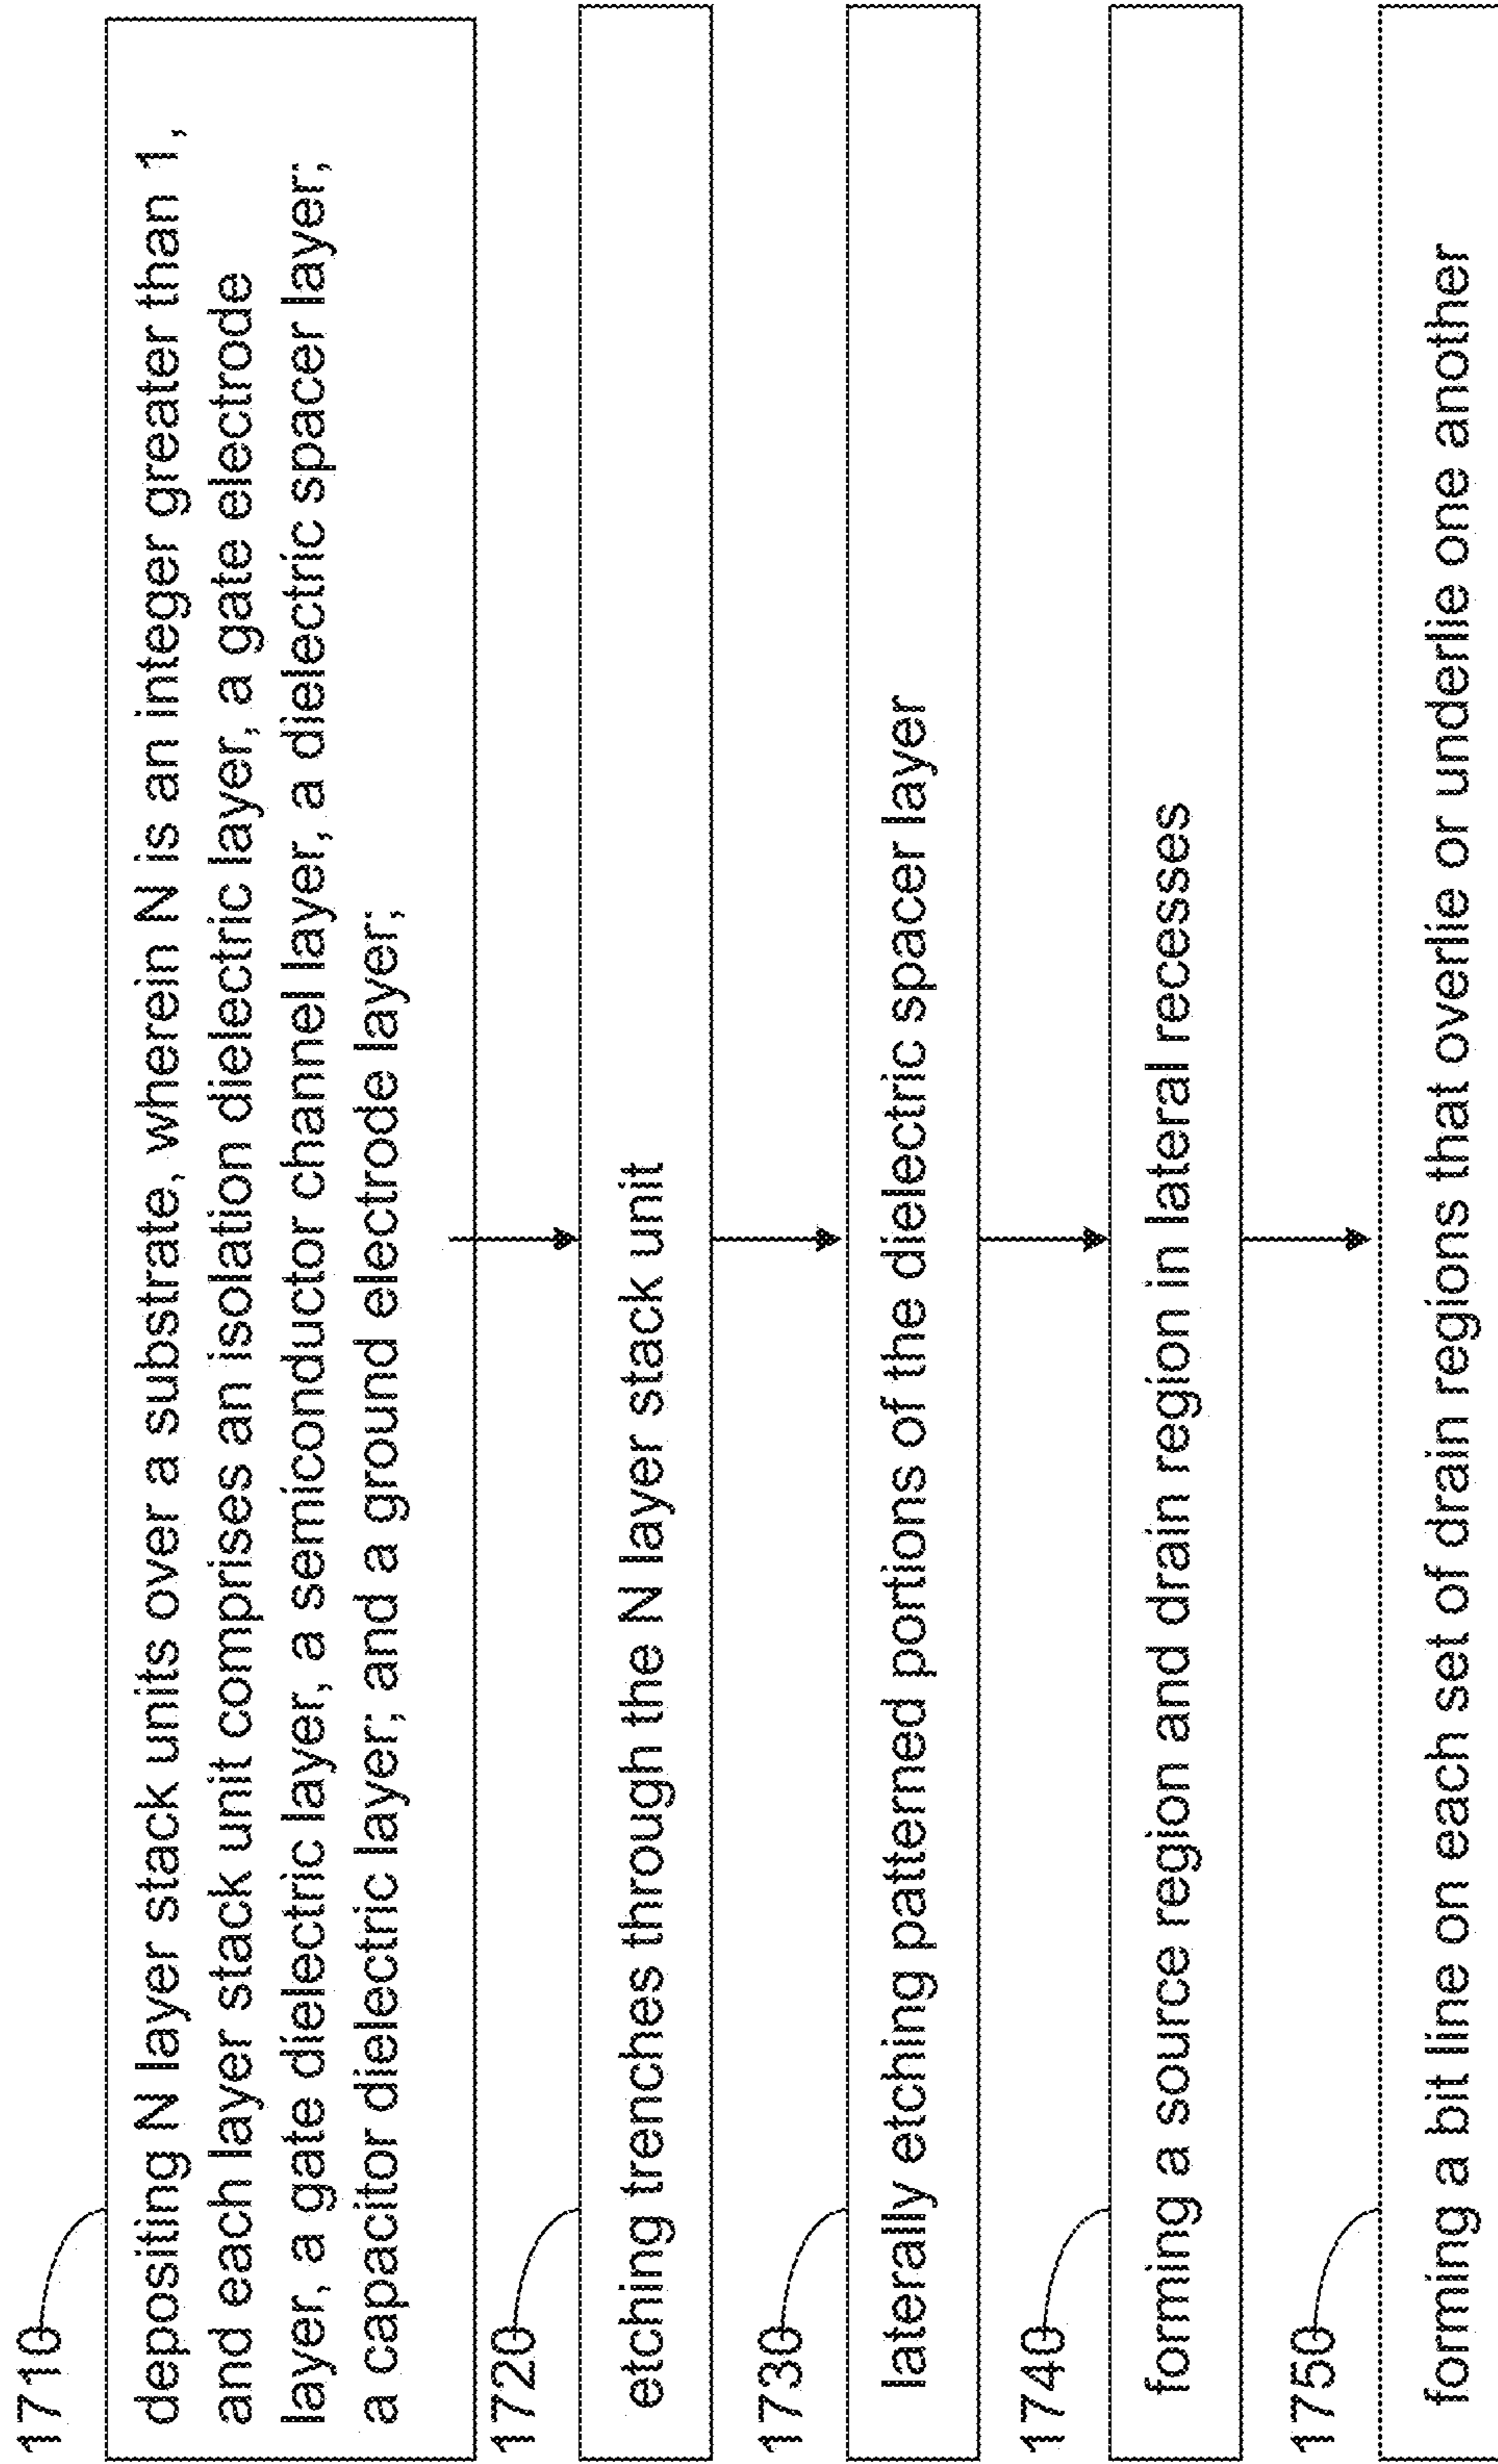 1710
depositing N layer stack units over a substrate, wherein N is an integer greater than 1,
and each layer stack unit comprises an isolation dielectric layer, a gate electrode
layer, a gate dielectric layer, a semiconductor channel layer, a dielectric spacer layer;
a capacitor dielectric layer; and a ground electrode layer;
1720
etching trenches through the N layer stack unit
1730
laterally etching patterned portions of the dielectric spacer layer
1740
forming a source region and drain region in lateral recesses
1750
forming a bit line on each set of drain regions that overlie or underlie one another